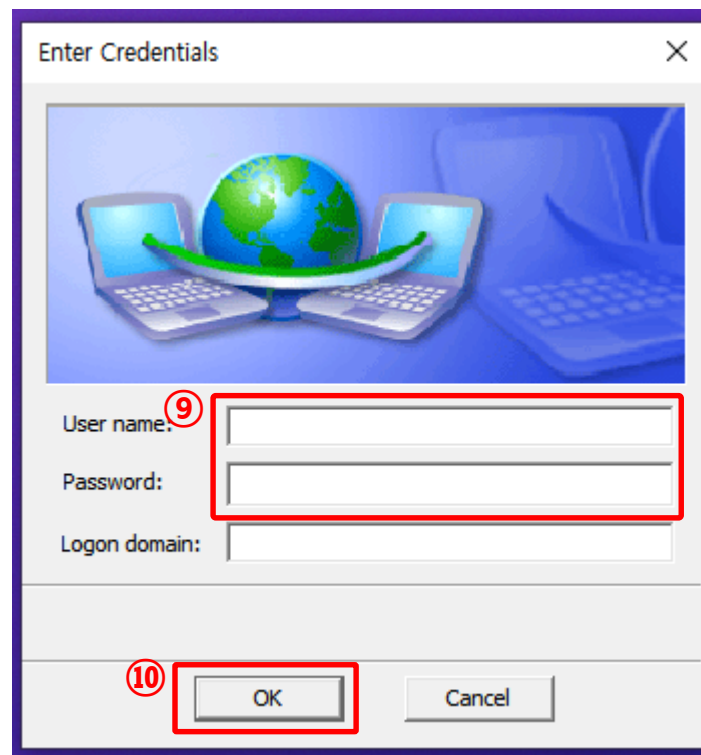 Enter Credentials
⑨
User name:
Password:
Logon domain:
⑩
OK Cancel